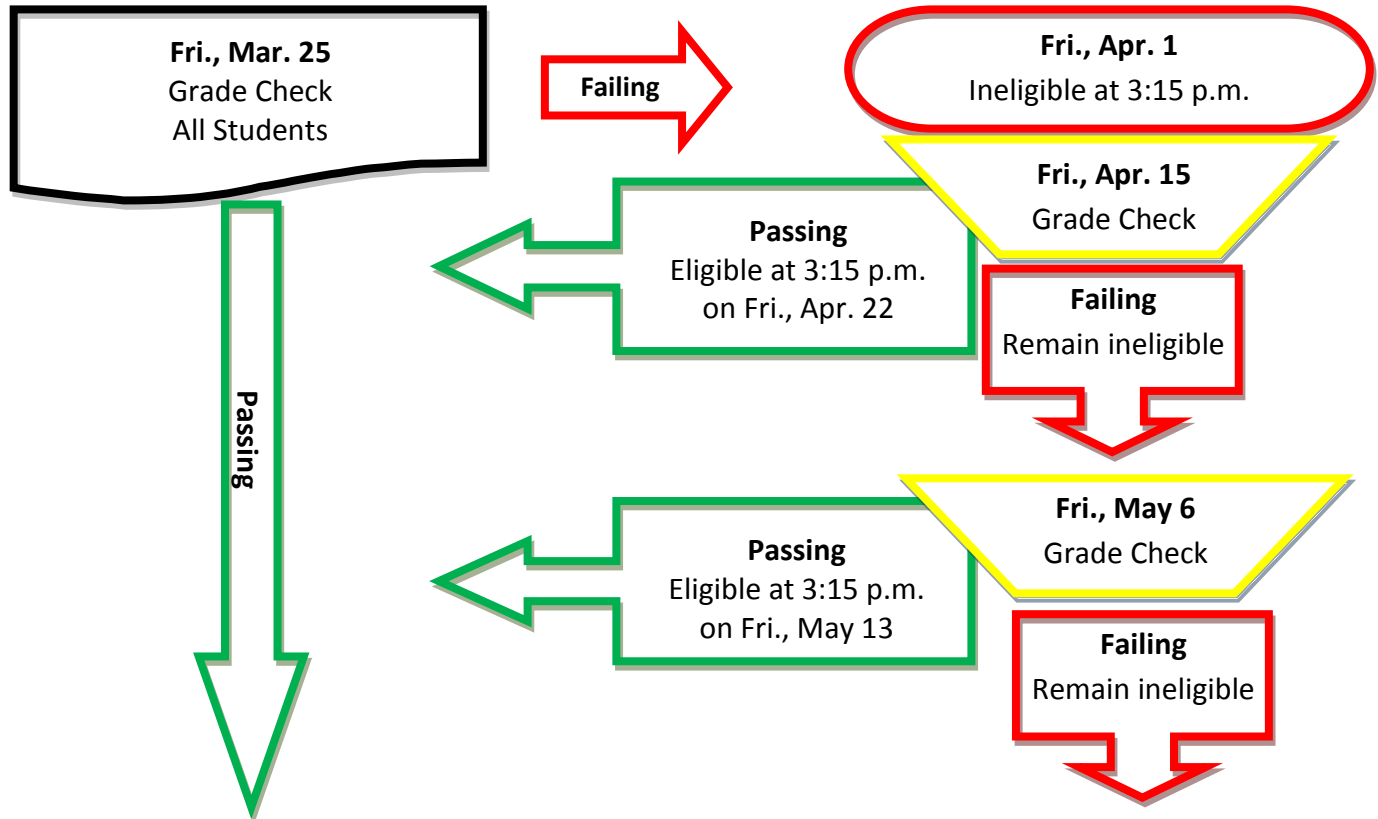 Fri., Mar. 25
Grade Check
All Students
Failing
Fri., Apr. 1
Ineligible at 3:15 p.m.
Fri., Apr. 15
Grade Check
Passing
Eligible at 3:15 p.m.
on Fri., Apr. 22
Failing
Remain ineligible
Passing
Fri., May 6
Grade Check
Passing
Eligible at 3:15 p.m.
on Fri., May 13
Failing
Remain ineligible